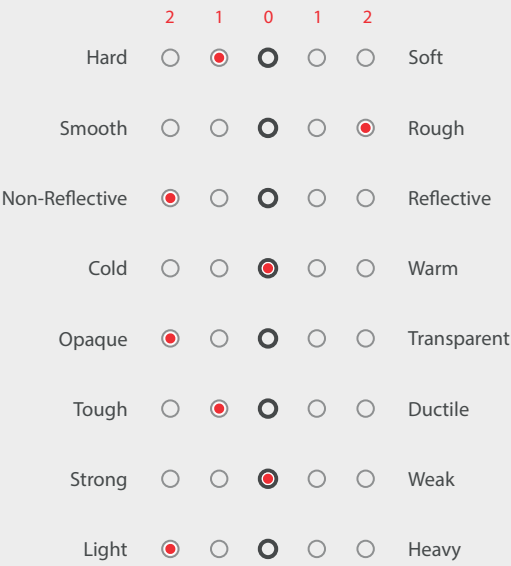 2 1 0 1 2
Hard Soft
Smooth Rough
Non-Reflective Reflective
Cold Warm
Opaque Transparent
Tough Ductile
Strong Weak
Light Heavy